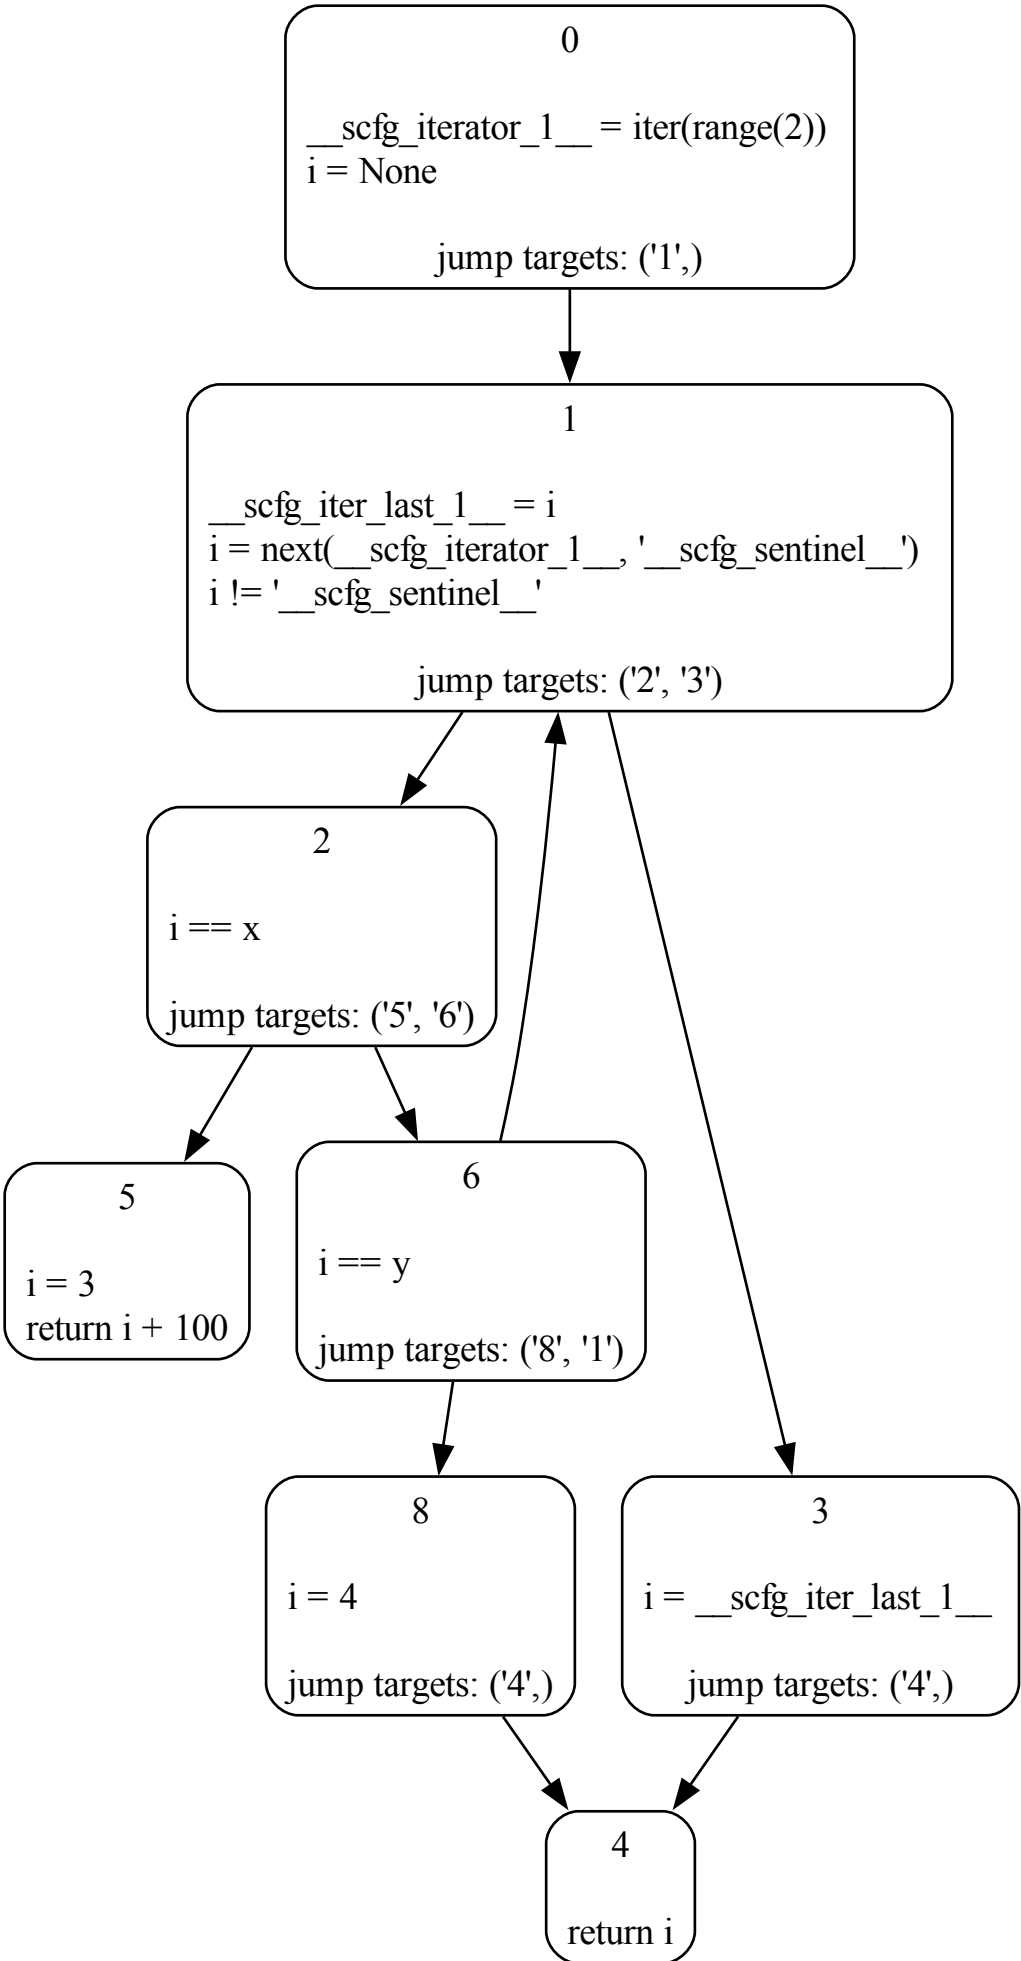 0
__scfg_iterator_1__ = iter(range(2))
i = None
jump targets: ('1',)
1
__scfg_iter_last_1__ = i
i = next(__scfg_iterator_1__, '__scfg_sentinel__')
i != '__scfg_sentinel__'
jump targets: ('2', '3')
2
i == x
jump targets: ('5', '6')
5
i = 3
return i + 100
6
i == y
jump targets: ('8', '1')
8
i = 4
jump targets: ('4',)
3
i = __scfg_iter_last_1__
jump targets: ('4',)
4
return i